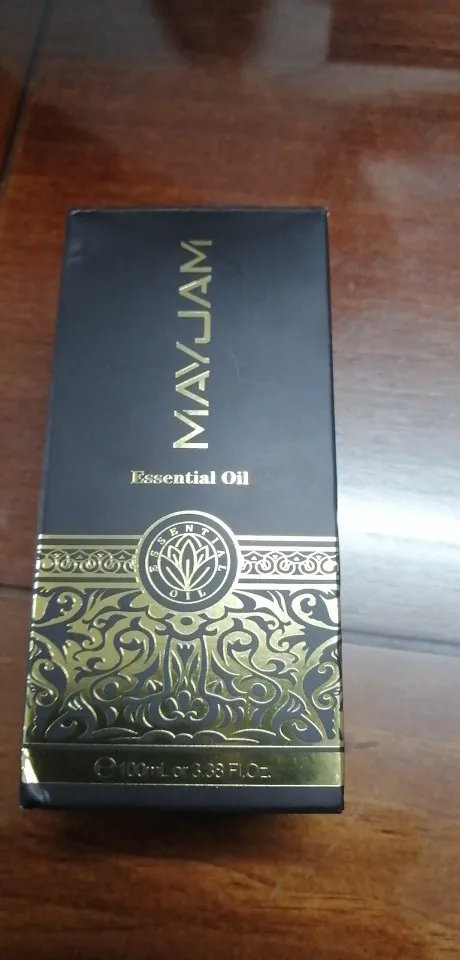 MAYJAM
Essential Oil
ESSENTIAL
OIL
℮100mL or 3.38 Fl.Oz.